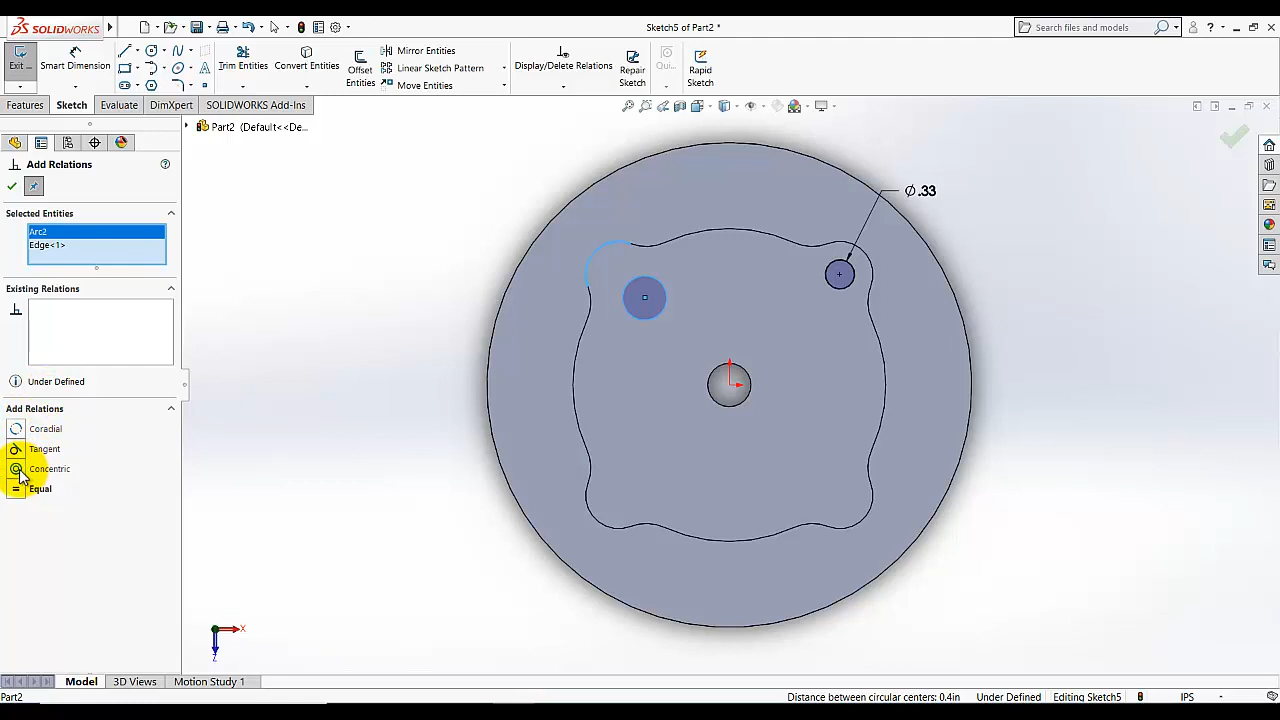 SOLIDWORKS
Sketch5 of Part2 *
Search files and models
?
Exit ...
Smart Dimension
Trim Entities
Convert Entities
Offset Entities
Mirror Entities
Linear Sketch Pattern
Move Entities
Display/Delete Relations
Repair Sketch
Qui...
Rapid Sketch
Features
Sketch
Evaluate
DimXpert
SOLIDWORKS Add-Ins
Part2 (Default<<De...
Add Relations
Selected Entities
Arc2
Edge<1>
Existing Relations
Under Defined
Add Relations
Coradial
Tangent
Concentric
Equal
Ø.33
X
Z
Model
3D Views
Motion Study 1
Part2
Distance between circular centers: 0.4in
Under Defined
Editing Sketch5
IPS